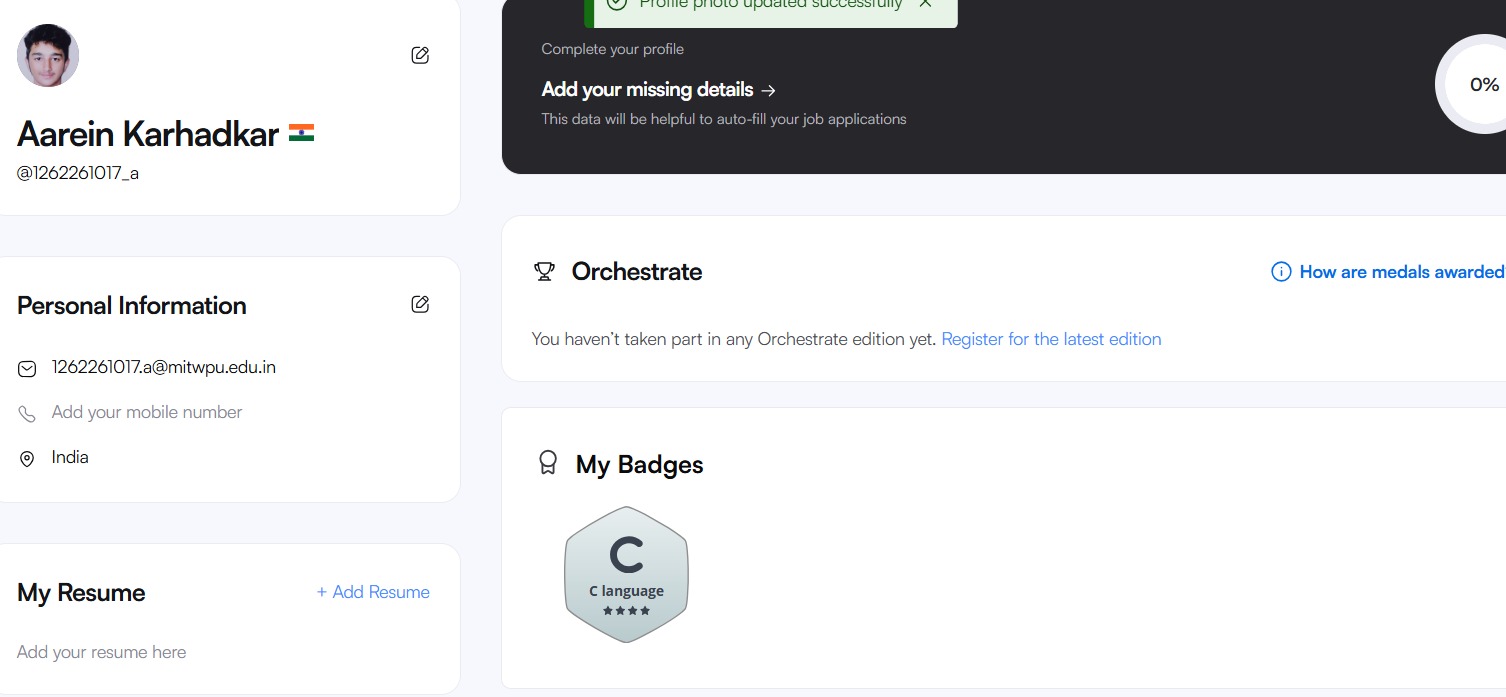 Profile photo updated successfully
Complete your profile
Add your missing details →
This data will be helpful to auto-fill your job applications
0%
Aarein Karhadkar
@1262261017_a
Personal Information
1262261017.a@mitwpu.edu.in
Add your mobile number
India
My Resume
+ Add Resume
Add your resume here
Orchestrate
How are medals awarded
You haven’t taken part in any Orchestrate edition yet. Register for the latest edition
My Badges
C
C language